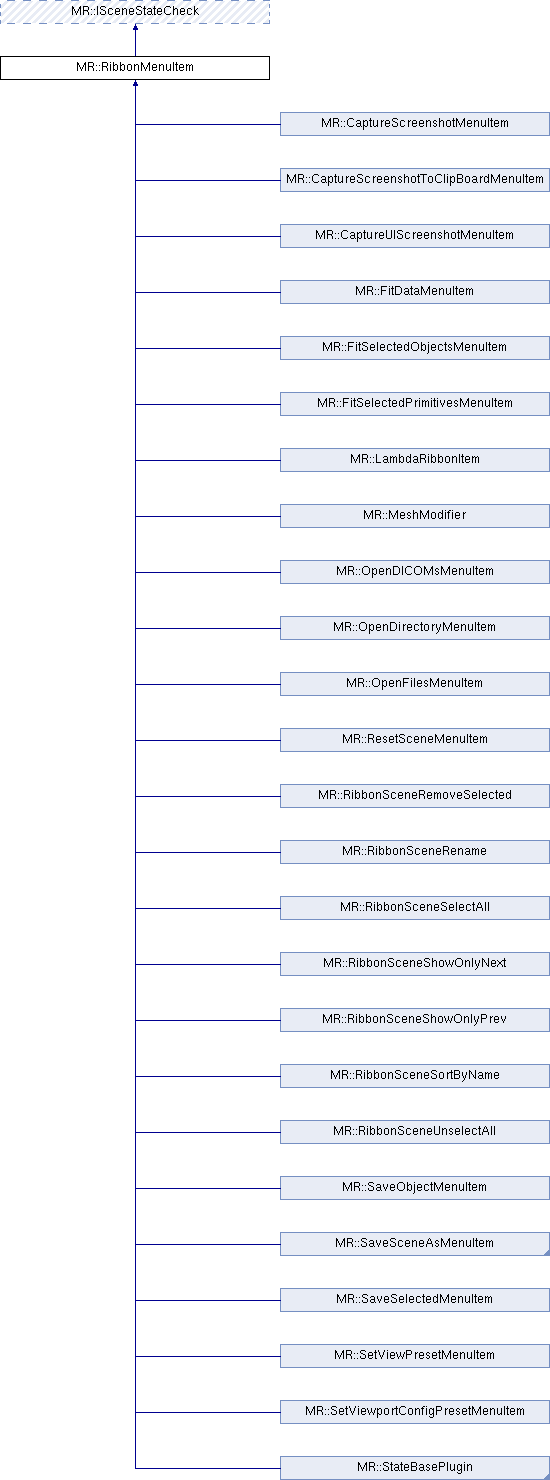 MR::ISceneStateCheck
MR::RibbonMenuItem
MR::CaptureScreenshotMenuItem
MR::CaptureScreenshotToClipBoardMenuItem
MR::CaptureUIScreenshotMenuItem
MR::FitDataMenuItem
MR::FitSelectedObjectsMenuItem
MR::FitSelectedPrimitivesMenuItem
MR::LambdaRibbonItem
MR::MeshModifier
MR::OpenDICOMsMenuItem
MR::OpenDirectoryMenuItem
MR::OpenFilesMenuItem
MR::ResetSceneMenuItem
MR::RibbonSceneRemoveSelected
MR::RibbonSceneRename
MR::RibbonSceneSelectAll
MR::RibbonSceneShowOnlyNext
MR::RibbonSceneShowOnlyPrev
MR::RibbonSceneSortByName
MR::RibbonSceneUnselectAll
MR::SaveObjectMenuItem
MR::SaveSceneAsMenuItem
MR::SaveSelectedMenuItem
MR::SetViewPresetMenuItem
MR::SetViewportConfigPresetMenuItem
MR::StateBasePlugin